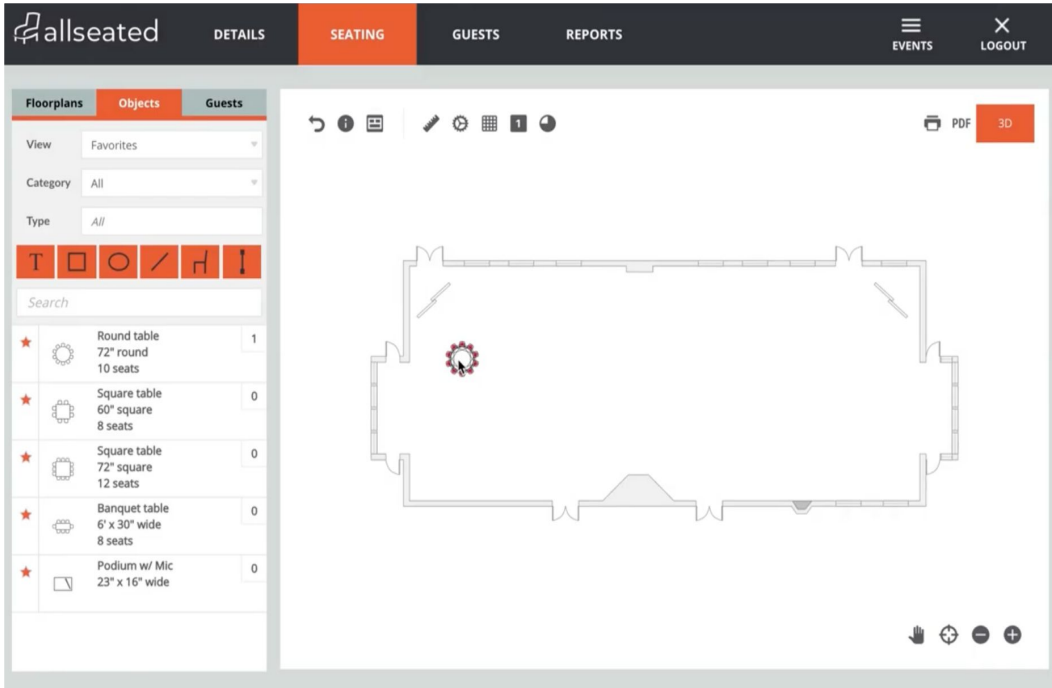 allseated
DETAILS
SEATING
GUESTS
REPORTS
EVENTS
LOGOUT
Floorplans
Objects
Guests
View
Favorites
Category
All
Type
All
T
Search
Round table
72" round
10 seats
1
Square table
60" square
8 seats
0
Square table
72" square
12 seats
0
Banquet table
6' x 30" wide
8 seats
0
Podium w/ Mic
23" x 16" wide
0
1
PDF
3D